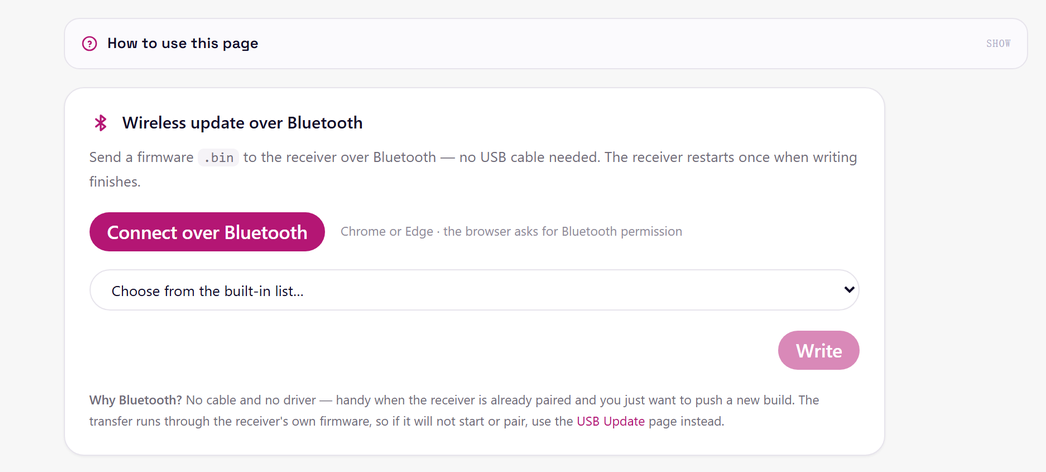 How to use this page SHOW
Wireless update over Bluetooth
Send a firmware .bin to the receiver over Bluetooth — no USB cable needed. The receiver restarts once when writing
finishes.
Connect over Bluetooth Chrome or Edge · the browser asks for Bluetooth permission
Choose from the built-in list...
Write
Why Bluetooth? No cable and no driver — handy when the receiver is already paired and you just want to push a new build. The
transfer runs through the receiver's own firmware, so if it will not start or pair, use the USB Update page instead.